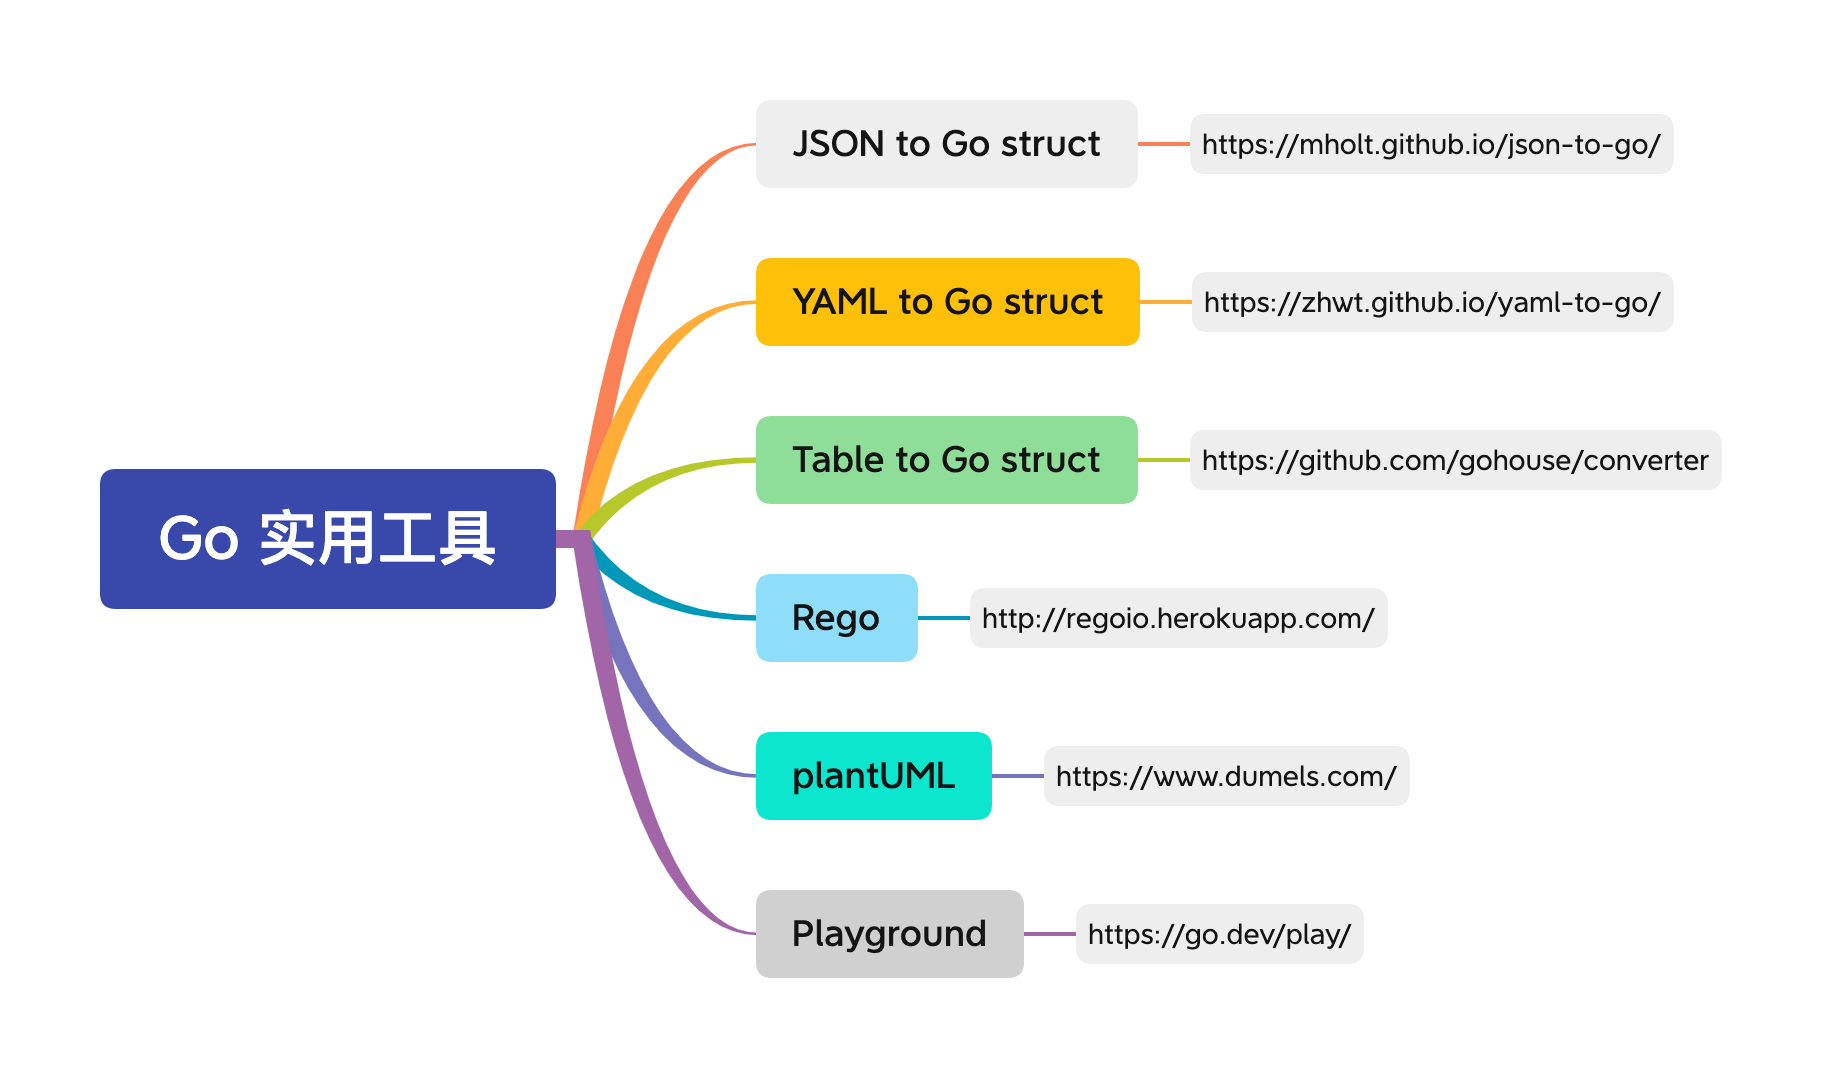 Go 实用工具
JSON to Go struct
https://mholt.github.io/json-to-go/
YAML to Go struct
https://zhwt.github.io/yaml-to-go/
Table to Go struct
https://github.com/gohouse/converter
Rego
http://regoio.herokuapp.com/
plantUML
https://www.dumels.com/
Playground
https://go.dev/play/